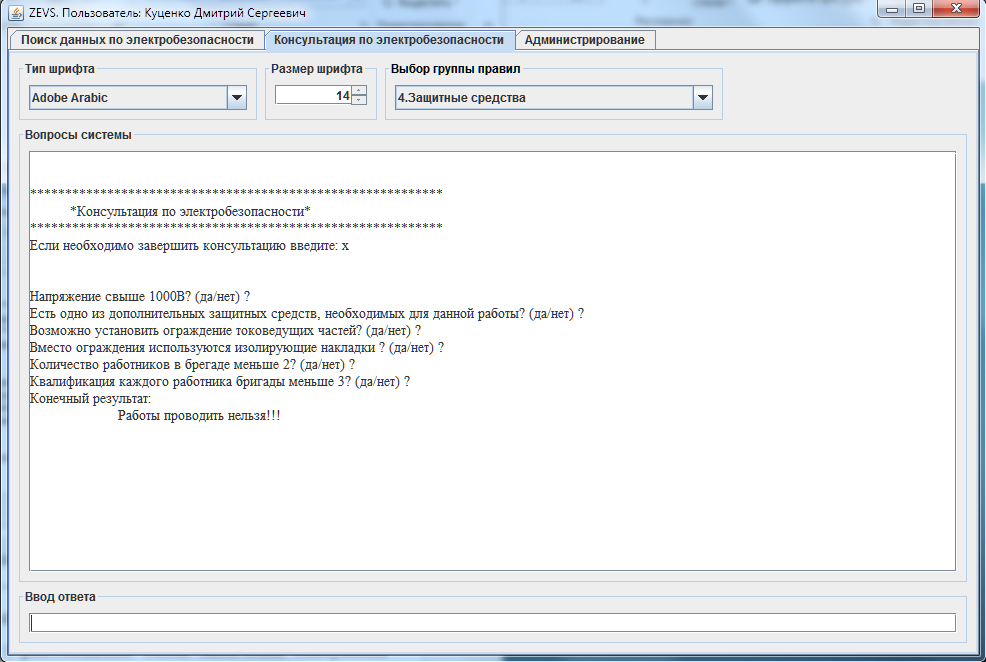 ZEVS. Пользователь: Куценко Дмитрий Сергеевич
Поиск данных по электробезопасности
Консультация по электробезопасности
Администрирование
Тип шрифта
Размер шрифта
Выбор группы правил
Adobe Arabic
14
4.Защитные средства
Вопросы системы
***********************************************************
*Консультация по электробезопасности*
***********************************************************
Если необходимо завершить консультацию введите: x
Напряжение свыше 1000В? (да/нет) ?
Есть одно из дополнительных защитных средств, необходимых для данной работы? (да/нет) ?
Возможно установить ограждение токоведущих частей? (да/нет) ?
Вместо ограждения используются изолирующие накладки ? (да/нет) ?
Количество работников в брегаде меньше 2? (да/нет) ?
Квалификация каждого работника бригады меньше 3? (да/нет) ?
Конечный результат:
Работы проводить нельзя!!!
Ввод ответа